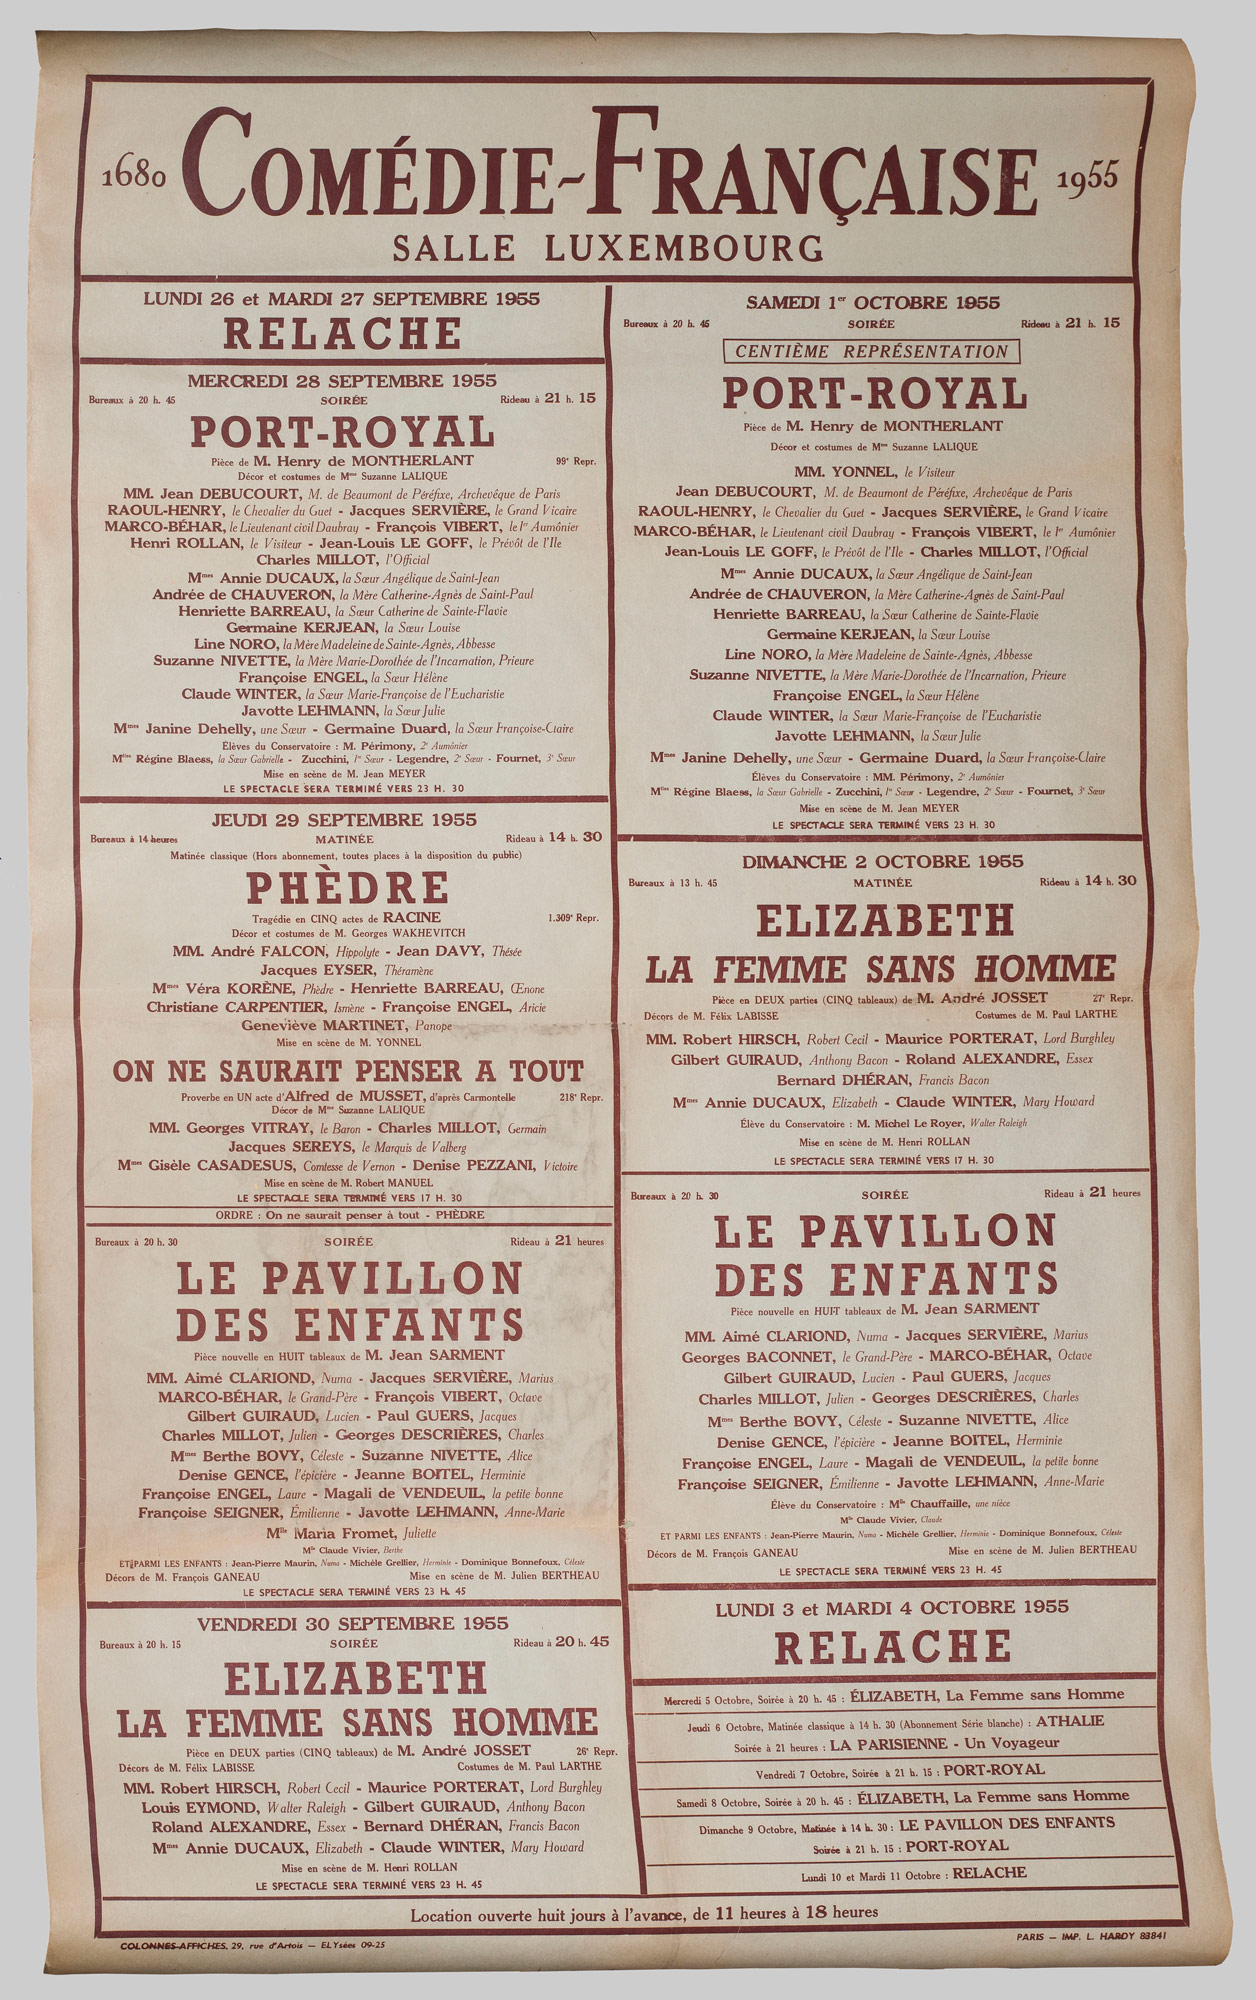 1680 COMÉDIE-FRANÇAISE 1955
SALLE LUXEMBOURG
LUNDI 26 et MARDI 27 SEPTEMBRE 1955
RELACHE
MERCREDI 28 SEPTEMBRE 1955
Bureaux à 20 h. 45 SOIRÉE Rideau à 21 h. 15
PORT-ROYAL
Pièce de M. Henry de MONTHERLANT 99e Repr.
Décor et costumes de Mme Suzanne LALIQUE
MM. Jean DEBUCOURT, M. de Beaumont de Péréfixe, Archevêque de Paris
RAOUL-HENRY, le Chevalier du Guet - Jacques SERVIÈRE, le Grand Vicaire
MARCO-BÉHAR, le Lieutenant civil Daubray - François VIBERT, le 1er Aumônier
Henri ROLLAN, le Visiteur - Jean-Louis LE GOFF, le Prévôt de l'Ile
Charles MILLOT, l'Official
Mmes Annie DUCAUX, la Sœur Angélique de Saint-Jean
Andrée de CHAUVERON, la Mère Catherine-Agnès de Saint-Paul
Henriette BARREAU, la Sœur Catherine de Sainte-Flavie
Germaine KERJEAN, la Sœur Louise
Line NORO, la Mère Madeleine de Sainte-Agnès, Abbesse
Suzanne NIVETTE, la Mère Marie-Dorothée de l'Incarnation, Prieure
Françoise ENGEL, la Sœur Hélène
Claude WINTER, la Sœur Marie-Françoise de l'Eucharistie
Javotte LEHMANN, la Sœur Julie
Mmes Janine Dehelly, une Sœur - Germaine Duard, la Sœur Françoise-Claire
Élèves du Conservatoire : M. Périmony, 2e Aumônier
Mlles Régine Blaess, la Sœur Gabrielle - Zucchini, 1re Sœur - Legendre, 2e Sœur - Fournet, 3e Sœur
Mise en scène de M. Jean MEYER
LE SPECTACLE SERA TERMINÉ VERS 23 H. 30
JEUDI 29 SEPTEMBRE 1955
Bureaux à 14 heures MATINÉE Rideau à 14 h. 30
Matinée classique (Hors abonnement, toutes places à la disposition du public)
PHÈDRE
Tragédie en CINQ actes de RACINE 1.309e Repr.
Décor et costumes de M. Georges WAKHEVITCH
MM. André FALCON, Hippolyte - Jean DAVY, Thésée
Jacques EYSER, Théramène
Mmes Véra KORÈNE, Phèdre - Henriette BARREAU, Œnone
Christiane CARPENTIER, Ismène - Françoise ENGEL, Aricie
Geneviève MARTINET, Panope
Mise en scène de M. YONNEL
ON NE SAURAIT PENSER A TOUT
Proverbe en UN acte d'Alfred de MUSSET, d'après Carmontelle 218e Repr.
Décor de Mme Suzanne LALIQUE
MM. Georges VITRAY, le Baron - Charles MILLOT, Germain
Jacques SEREYS, le Marquis de Valberg
Mmes Gisèle CASADESUS, Comtesse de Vernon - Denise PEZZANI, Victoire
Mise en scène de M. Robert MANUEL
LE SPECTACLE SERA TERMINÉ VERS 17 H. 30
ORDRE : On ne saurait penser à tout - PHÈDRE
Bureaux à 20 h. 30 SOIRÉE Rideau à 21 heures
LE PAVILLON
DES ENFANTS
Pièce nouvelle en HUIT tableaux de M. Jean SARMENT
MM. Aimé CLARIOND, Numa - Jacques SERVIÈRE, Marius
MARCO-BÉHAR, le Grand-Père - François VIBERT, Octave
Gilbert GUIRAUD, Lucien - Paul GUERS, Jacques
Charles MILLOT, Julien - Georges DESCRIÈRES, Charles
Mmes Berthe BOVY, Céleste - Suzanne NIVETTE, Alice
Denise GENCE, l'épicière - Jeanne BOITEL, Herminie
Françoise ENGEL, Laure - Magali de VENDEUIL, la petite bonne
Françoise SEIGNER, Émilienne - Javotte LEHMANN, Anne-Marie
Mlle Maria Fromet, Juliette
Mlle Claude Vivier, Berthe
ET PARMI LES ENFANTS : Jean-Pierre Maurin, Numa - Michèle Grellier, Herminie - Dominique Bonnefoux, Céleste
Décors de M. François GANEAU Mise en scène de M. Julien BERTHEAU
LE SPECTACLE SERA TERMINÉ VERS 23 H. 45
VENDREDI 30 SEPTEMBRE 1955
Bureaux à 20 h. 15 SOIRÉE Rideau à 20 h. 45
ELIZABETH
LA FEMME SANS HOMME
Pièce en DEUX parties (CINQ tableaux) de M. André JOSSET 26e Repr.
Décors de M. Félix LABISSE Costumes de M. Paul LARTHE
MM. Robert HIRSCH, Robert Cecil - Maurice PORTERAT, Lord Burghley
Louis EYMOND, Walter Raleigh - Gilbert GUIRAUD, Anthony Bacon
Roland ALEXANDRE, Essex - Bernard DHÉRAN, Francis Bacon
Mmes Annie DUCAUX, Elizabeth - Claude WINTER, Mary Howard
Mise en scène de M. Henri ROLLAN
LE SPECTACLE SERA TERMINÉ VERS 23 H. 45
SAMEDI 1er OCTOBRE 1955
Bureaux à 20 h. 45 SOIRÉE Rideau à 21 h. 15
CENTIÈME REPRÉSENTATION
PORT-ROYAL
Pièce de M. Henry de MONTHERLANT
Décor et costumes de Mme Suzanne LALIQUE
MM. YONNEL, le Visiteur
Jean DEBUCOURT, M. de Beaumont de Péréfixe, Archevêque de Paris
RAOUL-HENRY, le Chevalier du Guet - Jacques SERVIÈRE, le Grand Vicaire
MARCO-BÉHAR, le Lieutenant civil Daubray - François VIBERT, le 1er Aumônier
Jean-Louis LE GOFF, le Prévôt de l'Ile - Charles MILLOT, l'Official
Mmes Annie DUCAUX, la Sœur Angélique de Saint-Jean
Andrée de CHAUVERON, la Mère Catherine-Agnès de Saint-Paul
Henriette BARREAU, la Sœur Catherine de Sainte-Flavie
Germaine KERJEAN, la Sœur Louise
Line NORO, la Mère Madeleine de Sainte-Agnès, Abbesse
Suzanne NIVETTE, la Mère Marie-Dorothée de l'Incarnation, Prieure
Françoise ENGEL, la Sœur Hélène
Claude WINTER, la Sœur Marie-Françoise de l'Eucharistie
Javotte LEHMANN, la Sœur Julie
Mmes Janine Dehelly, une Sœur - Germaine Duard, la Sœur Françoise-Claire
Élèves du Conservatoire : MM. Périmony, 2e Aumônier
Mlles Régine Blaess, la Sœur Gabrielle - Zucchini, 1re Sœur - Legendre, 2e Sœur - Fournet, 3e Sœur
Mise en scène de M. Jean MEYER
LE SPECTACLE SERA TERMINÉ VERS 23 H. 30
DIMANCHE 2 OCTOBRE 1955
Bureaux à 13 h. 45 MATINÉE Rideau à 14 h. 30
ELIZABETH
LA FEMME SANS HOMME
Pièce en DEUX parties (CINQ tableaux) de M. André JOSSET 27e Repr.
Décors de M. Félix LABISSE Costumes de M. Paul LARTHE
MM. Robert HIRSCH, Robert Cecil - Maurice PORTERAT, Lord Burghley
Gilbert GUIRAUD, Anthony Bacon - Roland ALEXANDRE, Essex
Bernard DHÉRAN, Francis Bacon
Mmes Annie DUCAUX, Elizabeth - Claude WINTER, Mary Howard
Élève du Conservatoire : M. Michel Le Royer, Walter Raleigh
Mise en scène de M. Henri ROLLAN
LE SPECTACLE SERA TERMINÉ VERS 17 H. 30
Bureaux à 20 h. 30 SOIRÉE Rideau à 21 heures
LE PAVILLON
DES ENFANTS
Pièce nouvelle en HUIT tableaux de M. Jean SARMENT
MM. Aimé CLARIOND, Numa - Jacques SERVIÈRE, Marius
Georges BACONNET, le Grand-Père - MARCO-BÉHAR, Octave
Gilbert GUIRAUD, Lucien - Paul GUERS, Jacques
Charles MILLOT, Julien - Georges DESCRIÈRES, Charles
Mmes Berthe BOVY, Céleste - Suzanne NIVETTE, Alice
Denise GENCE, l'épicière - Jeanne BOITEL, Herminie
Françoise ENGEL, Laure - Magali de VENDEUIL, la petite bonne
Françoise SEIGNER, Émilienne - Javotte LEHMANN, Anne-Marie
Élève du Conservatoire : Mlle Chauffaille, une nièce
Mlle Claude Vivier, Claude
ET PARMI LES ENFANTS : Jean-Pierre Maurin, Numa - Michèle Grellier, Herminie - Dominique Bonnefoux, Céleste
Décors de M. François GANEAU Mise en scène de M. Julien BERTHEAU
LE SPECTACLE SERA TERMINÉ VERS 23 H. 45
LUNDI 3 et MARDI 4 OCTOBRE 1955
RELACHE
Mercredi 5 Octobre, Soirée à 20 h. 45 : ÉLIZABETH, La Femme sans Homme
Jeudi 6 Octobre, Matinée classique à 14 h. 30 (Abonnement Série blanche) : ATHALIE
Soirée à 21 heures : LA PARISIENNE - Un Voyageur
Vendredi 7 Octobre, Soirée à 21 h. 15 : PORT-ROYAL
Samedi 8 Octobre, Soirée à 20 h. 45 : ÉLIZABETH, La Femme sans Homme
Dimanche 9 Octobre, Matinée à 14 h. 30 : LE PAVILLON DES ENFANTS
Soirée à 21 h. 15 : PORT-ROYAL
Lundi 10 et Mardi 11 Octobre : RELACHE
Location ouverte huit jours à l'avance, de 11 heures à 18 heures
COLONNES-AFFICHES, 29, rue d'Artois — ELYsées 09-25
PARIS — IMP. L. HARDY 83841